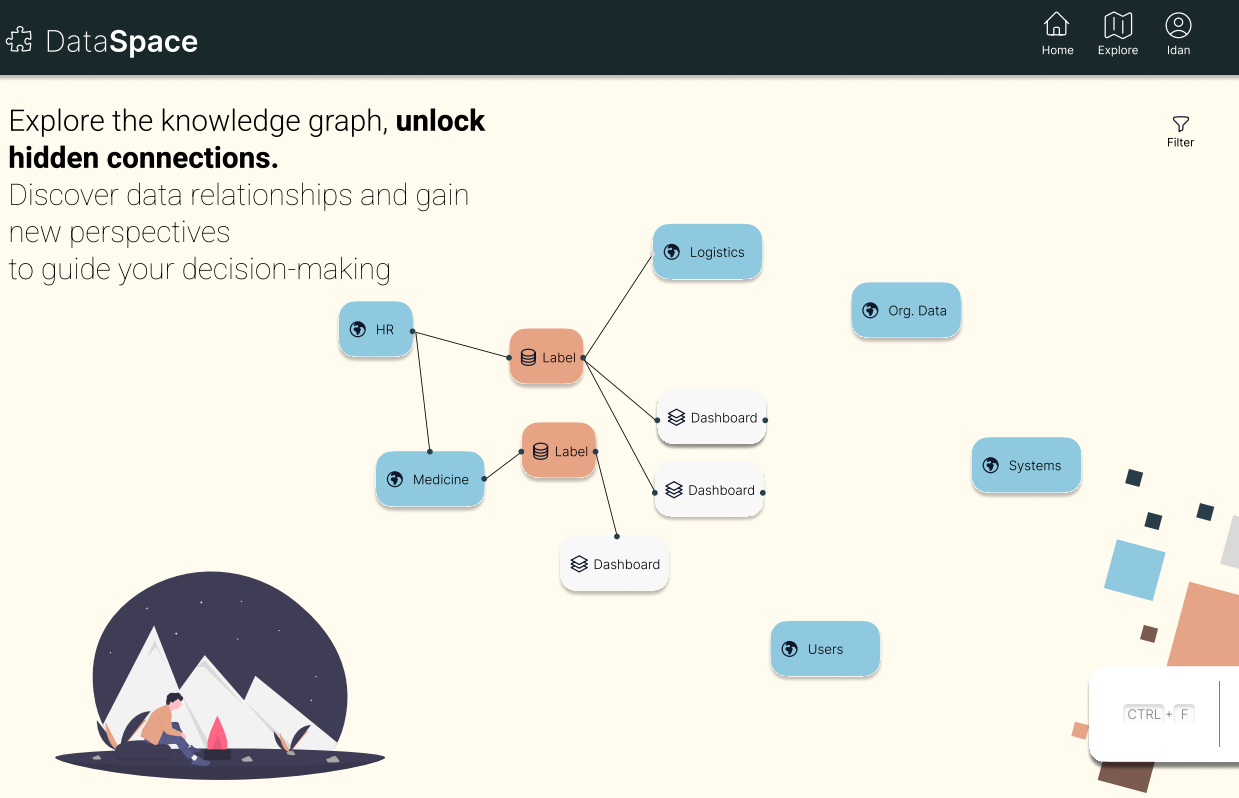 DataSpace
Home
Explore
Idan
Explore the knowledge graph, unlock
hidden connections.
Discover data relationships and gain
new perspectives
to guide your decision-making
Filter
Logistics
Org. Data
HR
Label
Dashboard
Label
Systems
Medicine
Dashboard
Dashboard
Users
CTRL + F